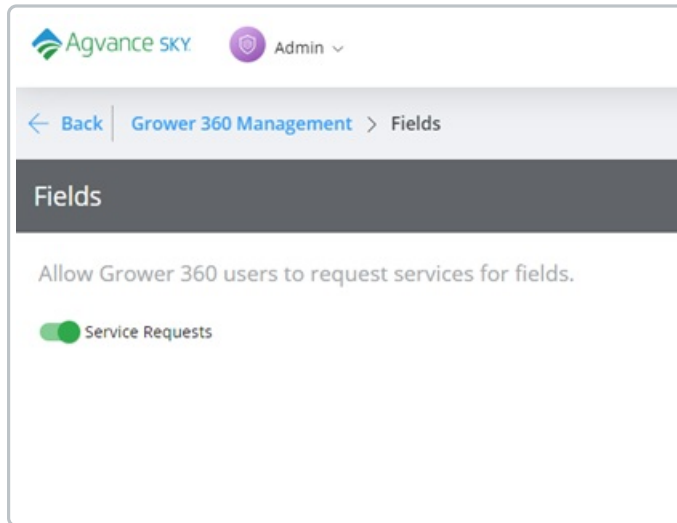 Agvance SKY Admin
Back Grower 360 Management > Fields
Fields
Allow Grower 360 users to request services for fields.
Service Requests